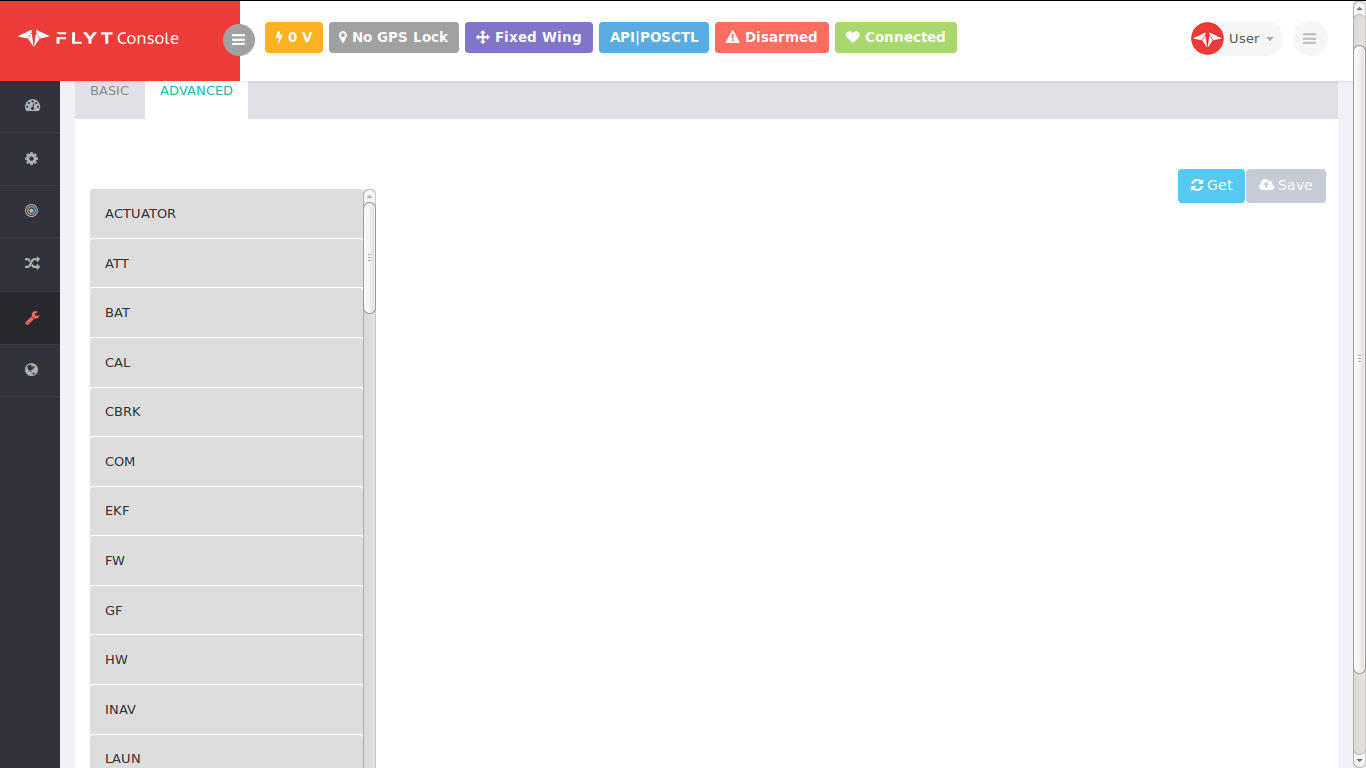 FLYT Console
0 V
No GPS Lock
Fixed Wing
API|POSCTL
Disarmed
Connected
User
BASIC
ADVANCED
Get
Save
ACTUATOR
ATT
BAT
CAL
CBRK
COM
EKF
FW
GF
HW
INAV
LAUN